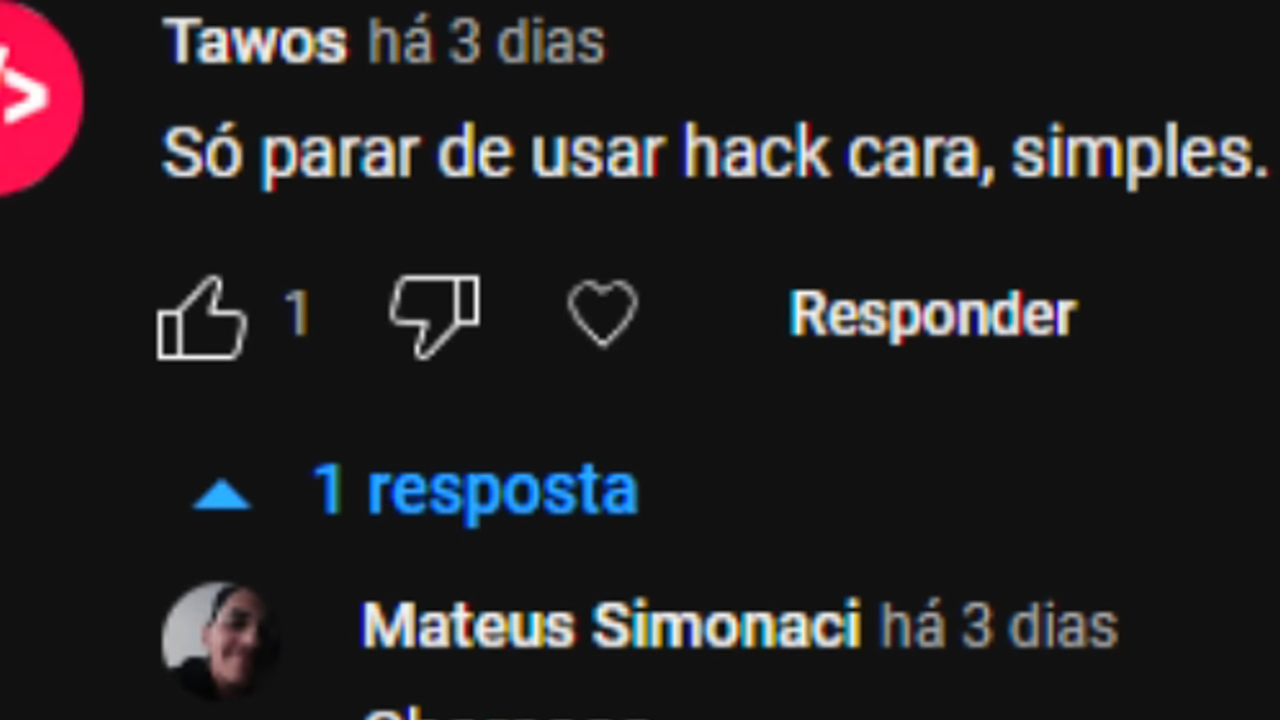 Tawos há 3 dias
Só parar de usar hack cara, simples.
1
Responder
1 resposta
Mateus Simonaci há 3 dias